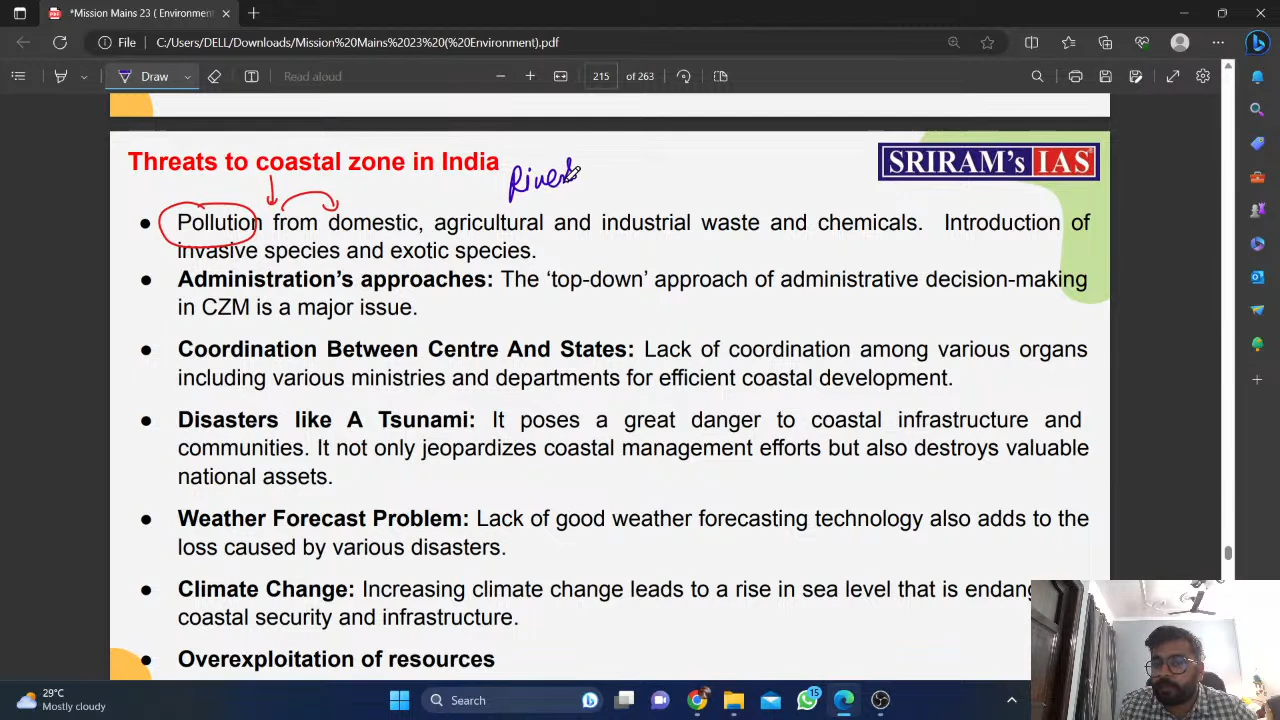 *Mission Mains 23 ( Environment
File
C:/Users/DELL/Downloads/Mission%20Mains%2023%20(%20Environment).pdf
Draw
Read aloud
215 of 263
Threats to coastal zone in India
River
SRIRAM's IAS
● Pollution from domestic, agricultural and industrial waste and chemicals. Introduction of
invasive species and exotic species.
● Administration's approaches: The 'top-down' approach of administrative decision-making
in CZM is a major issue.
● Coordination Between Centre And States: Lack of coordination among various organs
including various ministries and departments for efficient coastal development.
● Disasters like A Tsunami: It poses a great danger to coastal infrastructure and
communities. It not only jeopardizes coastal management efforts but also destroys valuable
national assets.
● Weather Forecast Problem: Lack of good weather forecasting technology also adds to the
loss caused by various disasters.
● Climate Change: Increasing climate change leads to a rise in sea level that is endang
coastal security and infrastructure.
● Overexploitation of resources
29°C
Mostly cloudy
Search
15